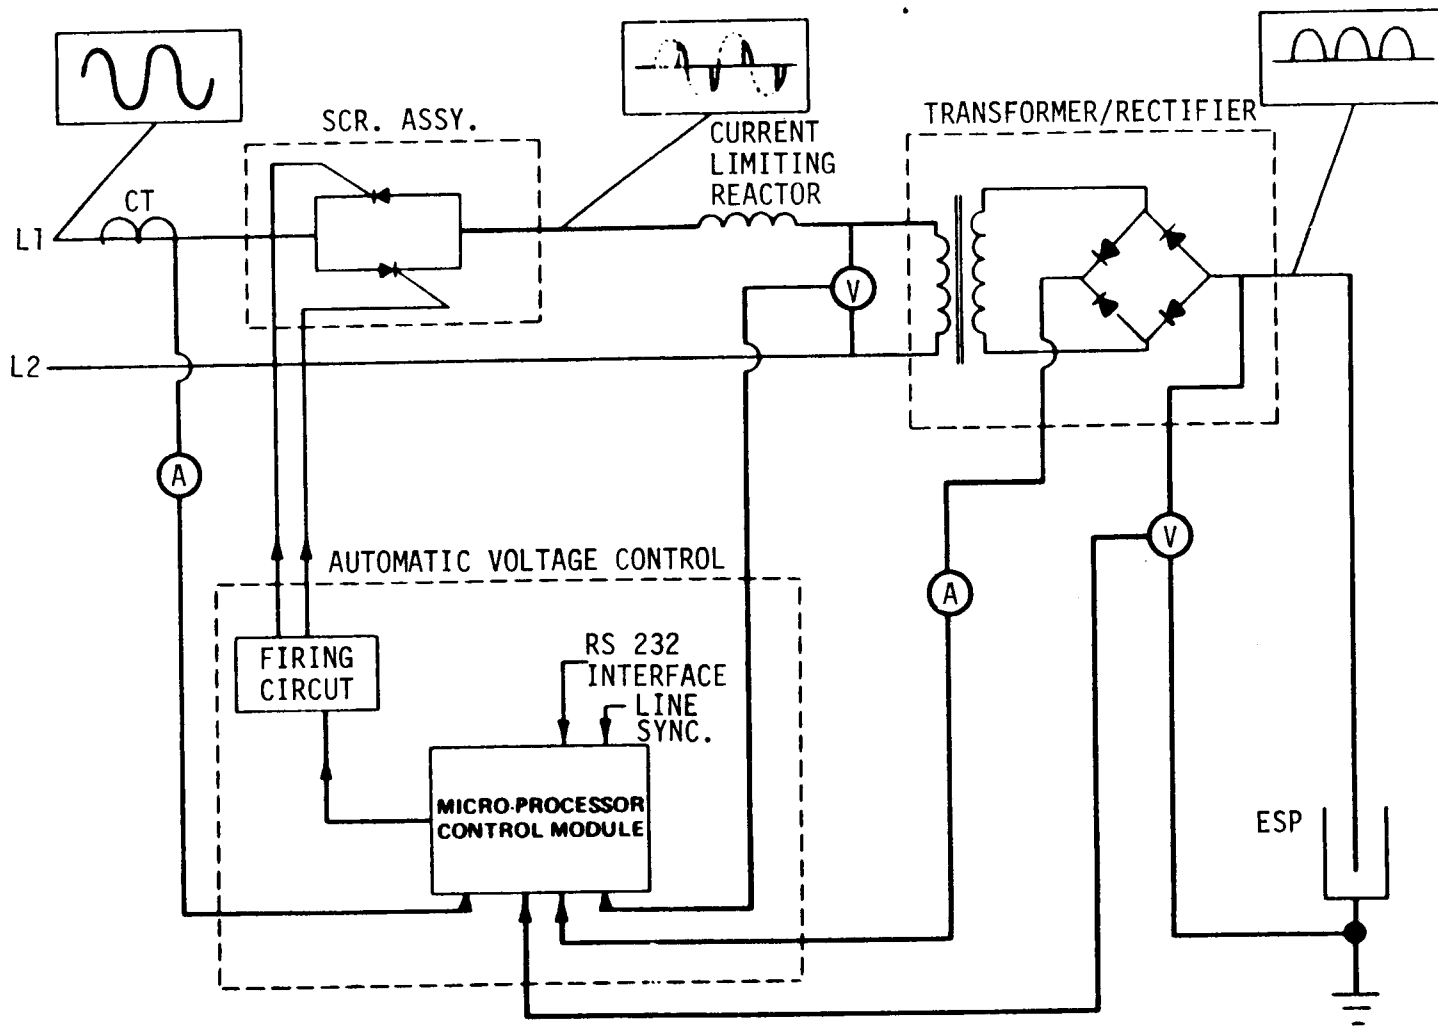 SCR. ASSY.
TRANSFORMER/RECTIFIER
CURRENT
LIMITING
REACTOR
CT
L1
V
L2
A
V
AUTOMATIC VOLTAGE CONTROL
A
RS 232
INTERFACE
LINE
SYNC.
FIRING
CIRCUT
MICRO-PROCESSOR
CONTROL MODULE
ESP